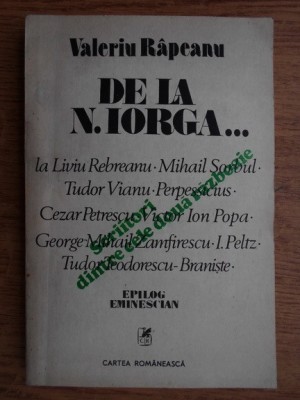 Valeriu Râpeanu
DE LA
N. IORGA...
la Liviu Rebreanu · Mihail Sorbul ·
Tudor Vianu · Perpessicius ·
Cezar Petrescu · Victor Ion Popa ·
George Mihail-Zamfirescu · I. Peltz ·
Tudor Teodorescu-Braniște ·
Scriitori
dintre cele două războaie
EPILOG
EMINESCIAN
CARTEA ROMÂNEASCĂ